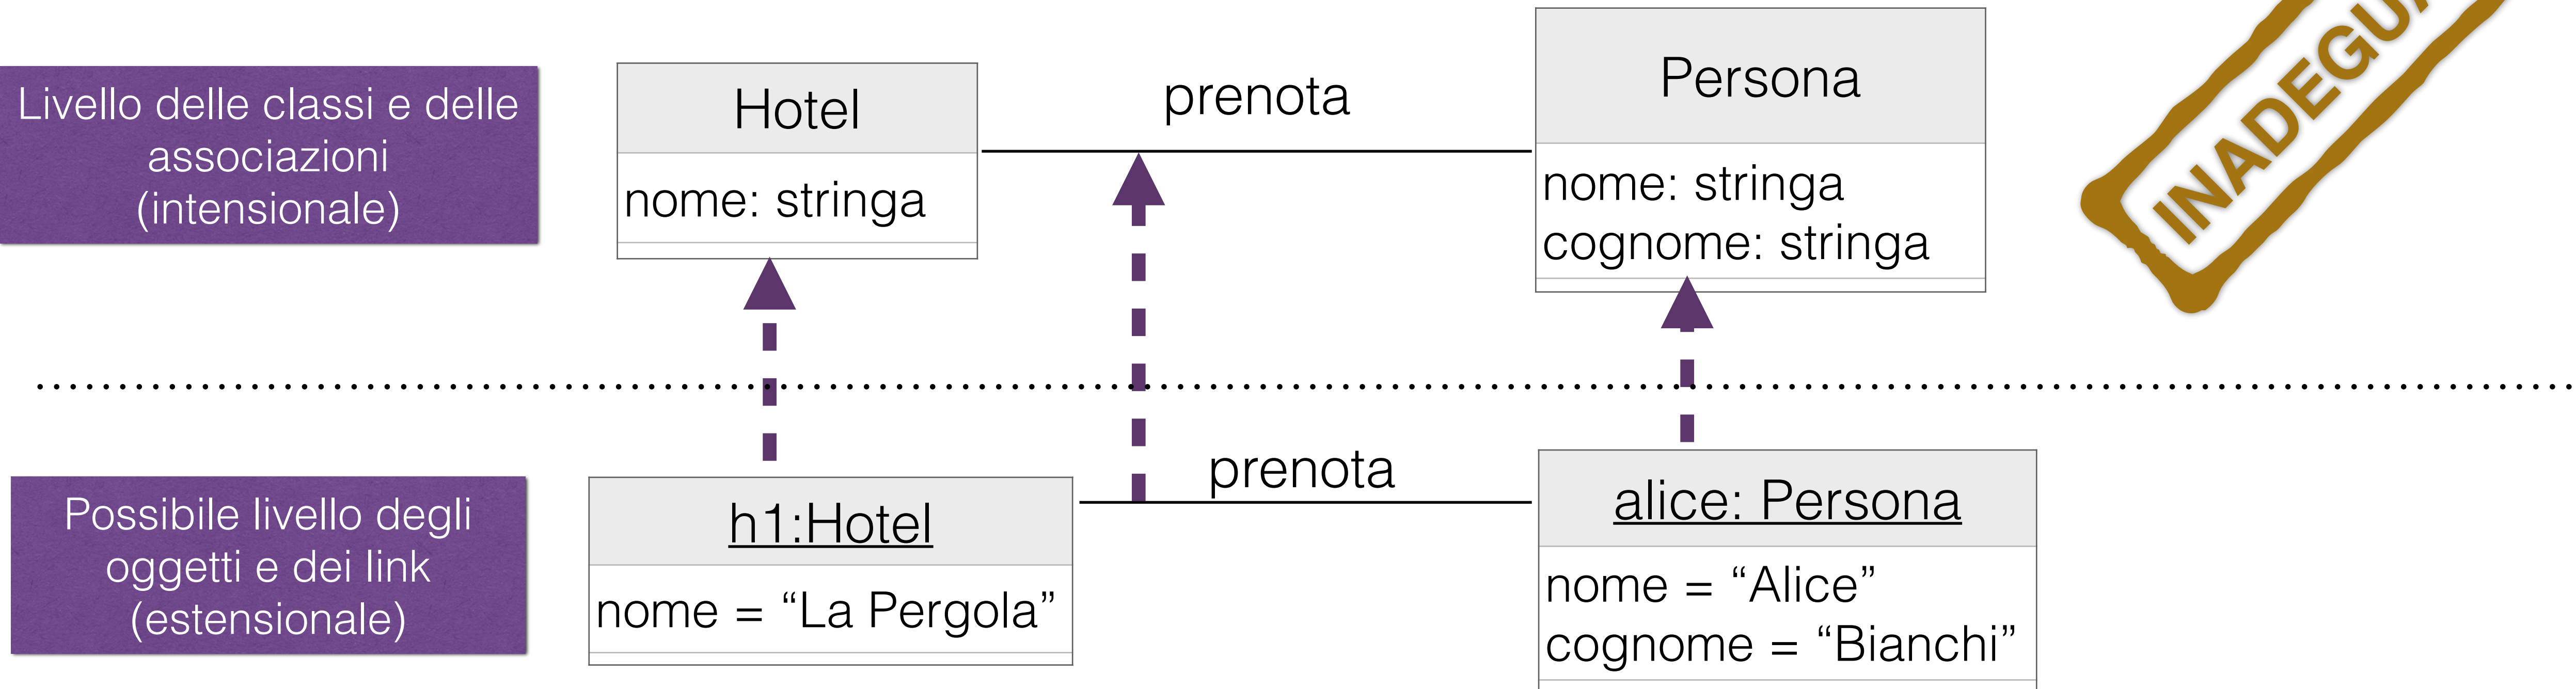 Livello delle classi e delle
associazioni
(intensionale)
Hotel
nome: stringa
prenota
Persona
nome: stringa
cognome: stringa
Possibile livello degli
oggetti e dei link
(estensionale)
h1:Hotel
nome = “La Pergola”
prenota
alice: Persona
nome = “Alice”
cognome = “Bianchi”